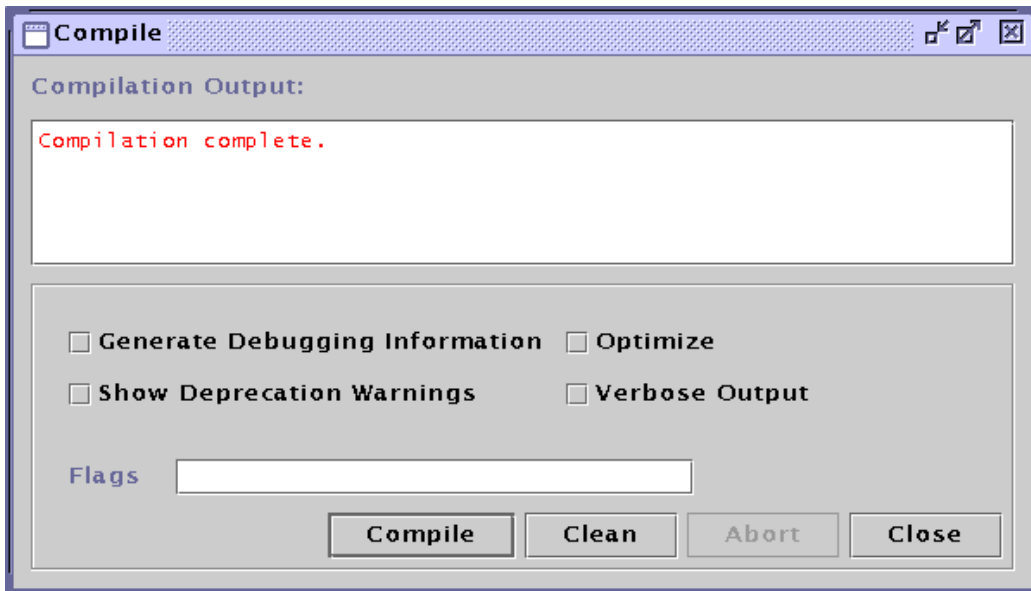 Compile
Compilation Output:
Compilation complete.
Generate Debugging Information Optimize
Show Deprecation Warnings Verbose Output
Flags
Compile Clean Abort Close